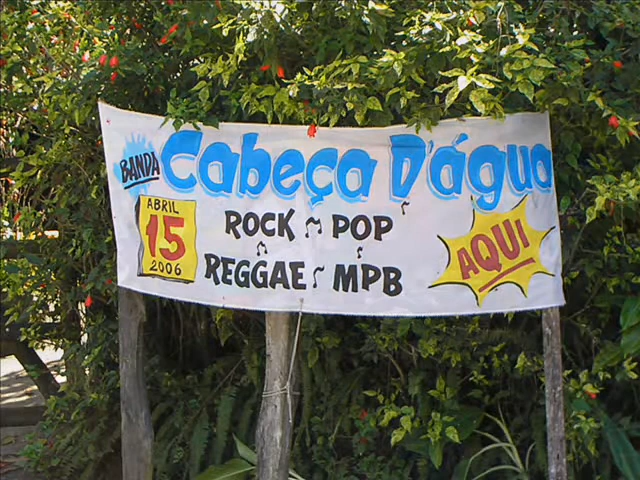 BANDA Cabeça D'água
ABRIL
15
2006
ROCK POP
REGGAE MPB
AQUI